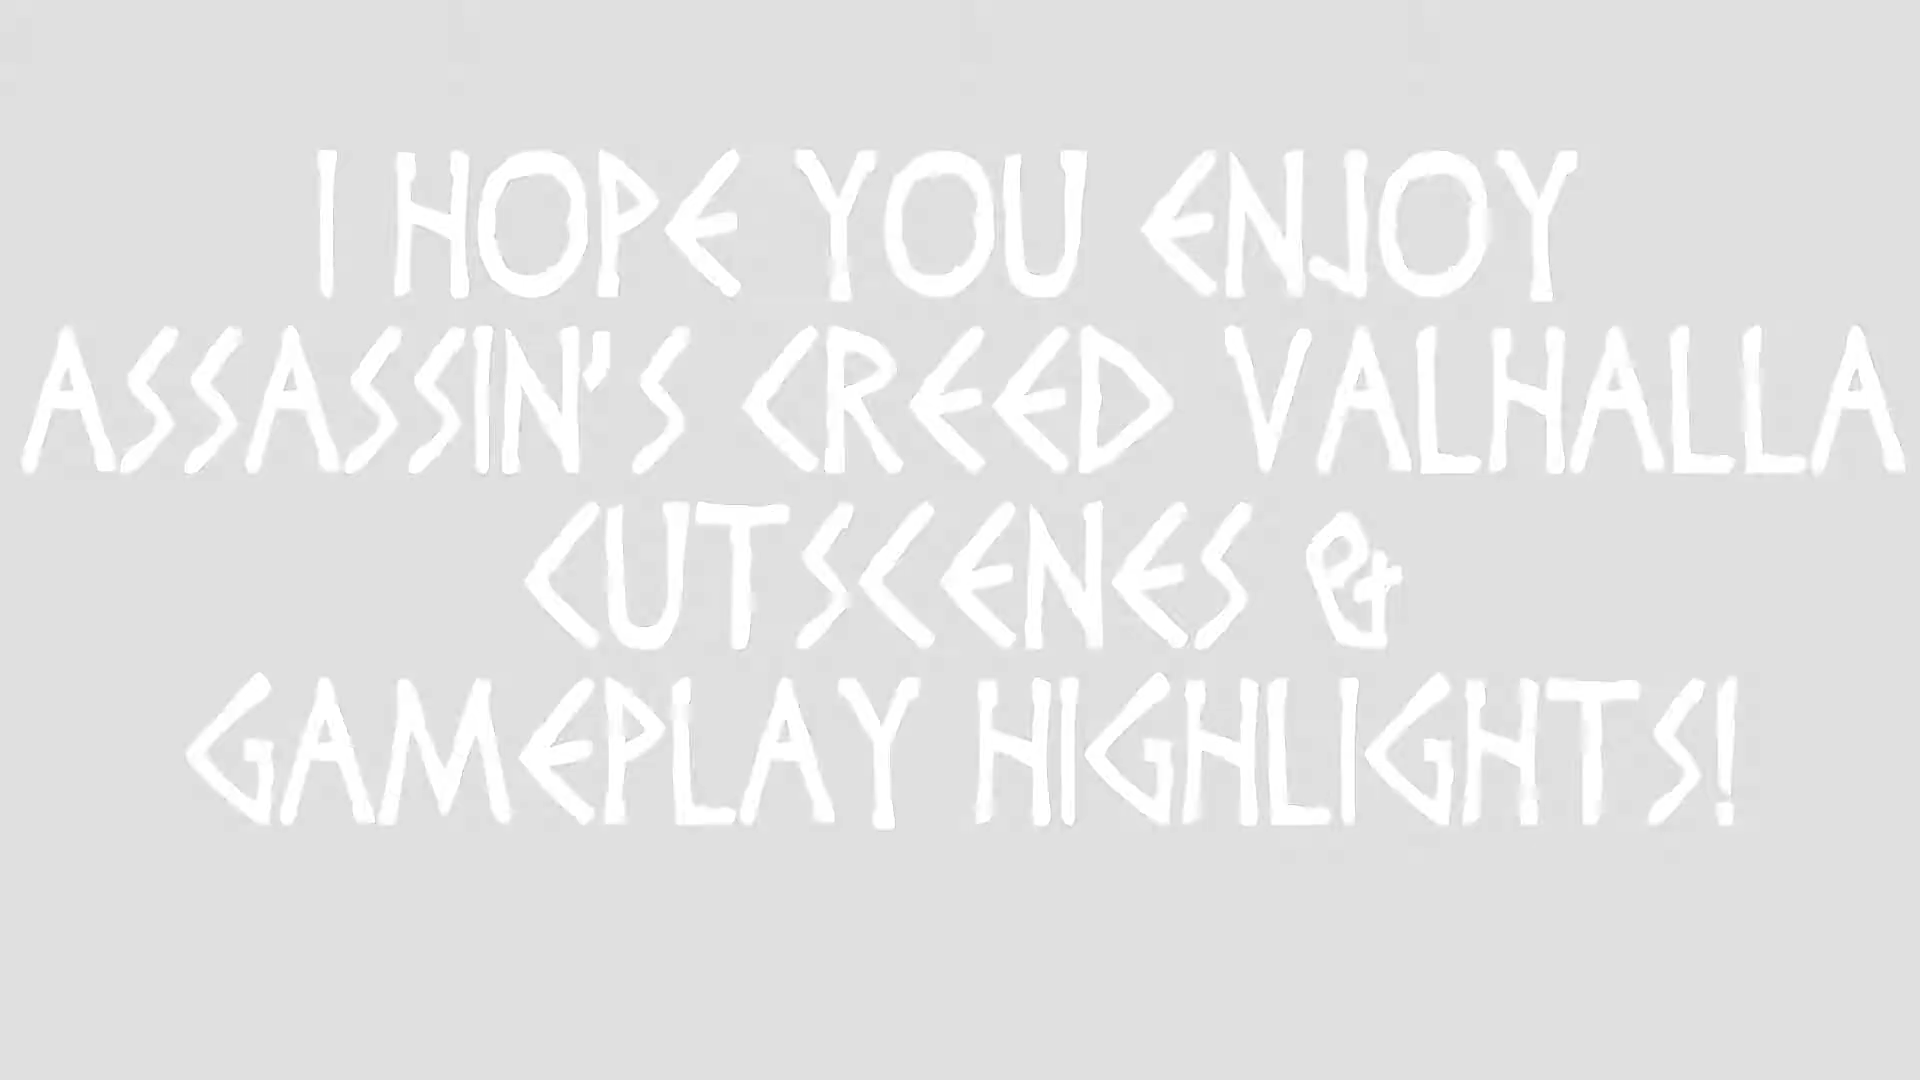 I HOPE YOU ENJOY
ASSASSIN'S CREED VALHALLA
CUTSCENES &
GAMEPLAY HIGHLIGHTS!